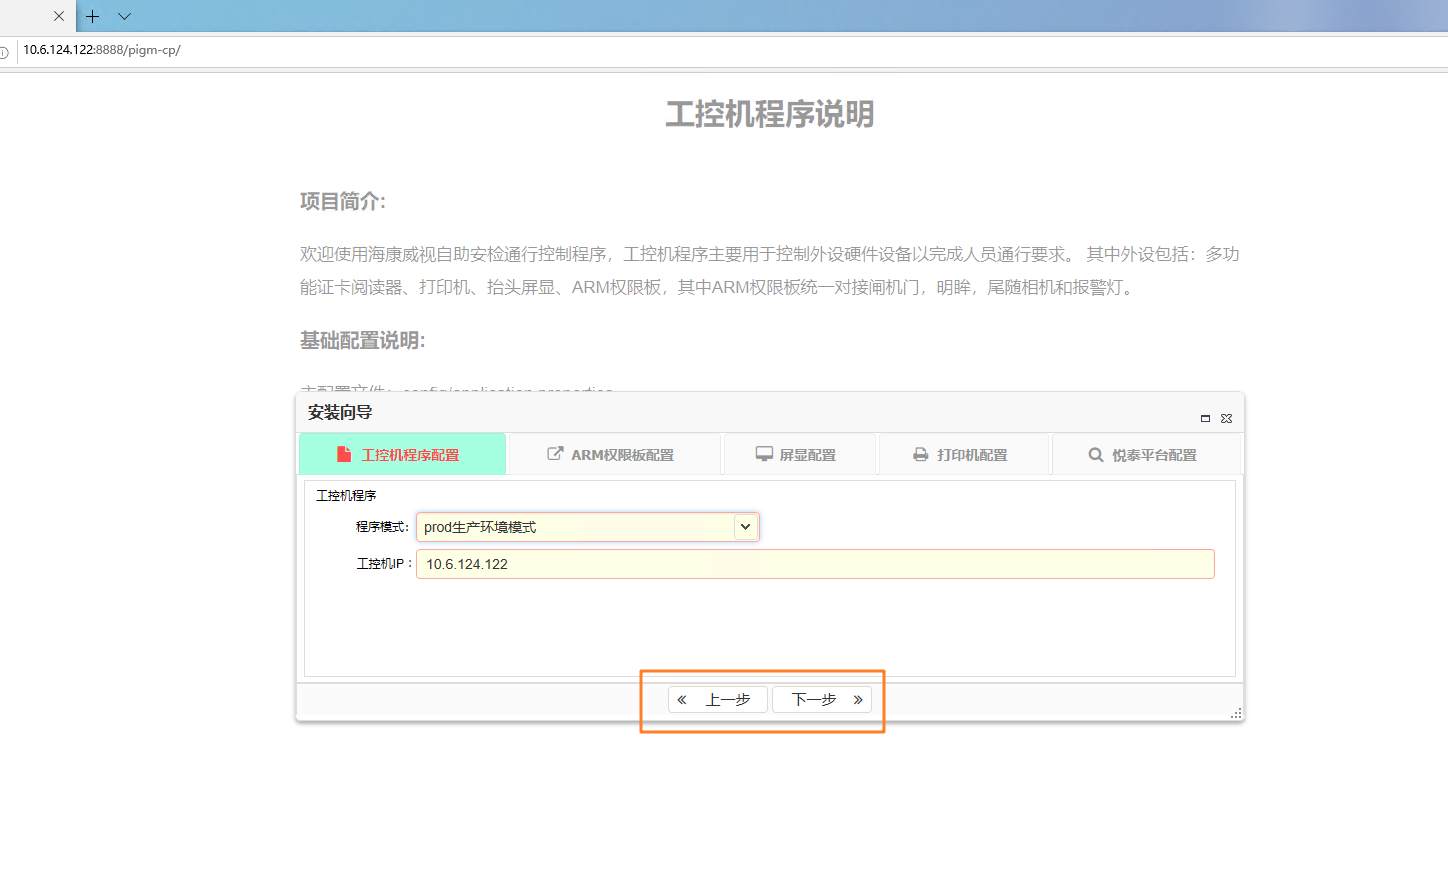 10.6.124.122:8888/pigm-cp/
工控机程序说明
项目简介:
欢迎使用海康威视自助安检通行控制程序，工控机程序主要用于控制外设硬件设备以完成人员通行要求。 其中外设包括：多功
能证卡阅读器、打印机、抬头屏显、ARM权限板，其中ARM权限板统一对接闸机门，明眸，尾随相机和报警灯。
基础配置说明:
主配置文件：config/application.properties
安装向导
工控机程序配置 ARM权限板配置 屏显配置 打印机配置 悦泰平台配置
工控机程序
程序模式: prod生产环境模式
工控机IP : 10.6.124.122
上一步 下一步